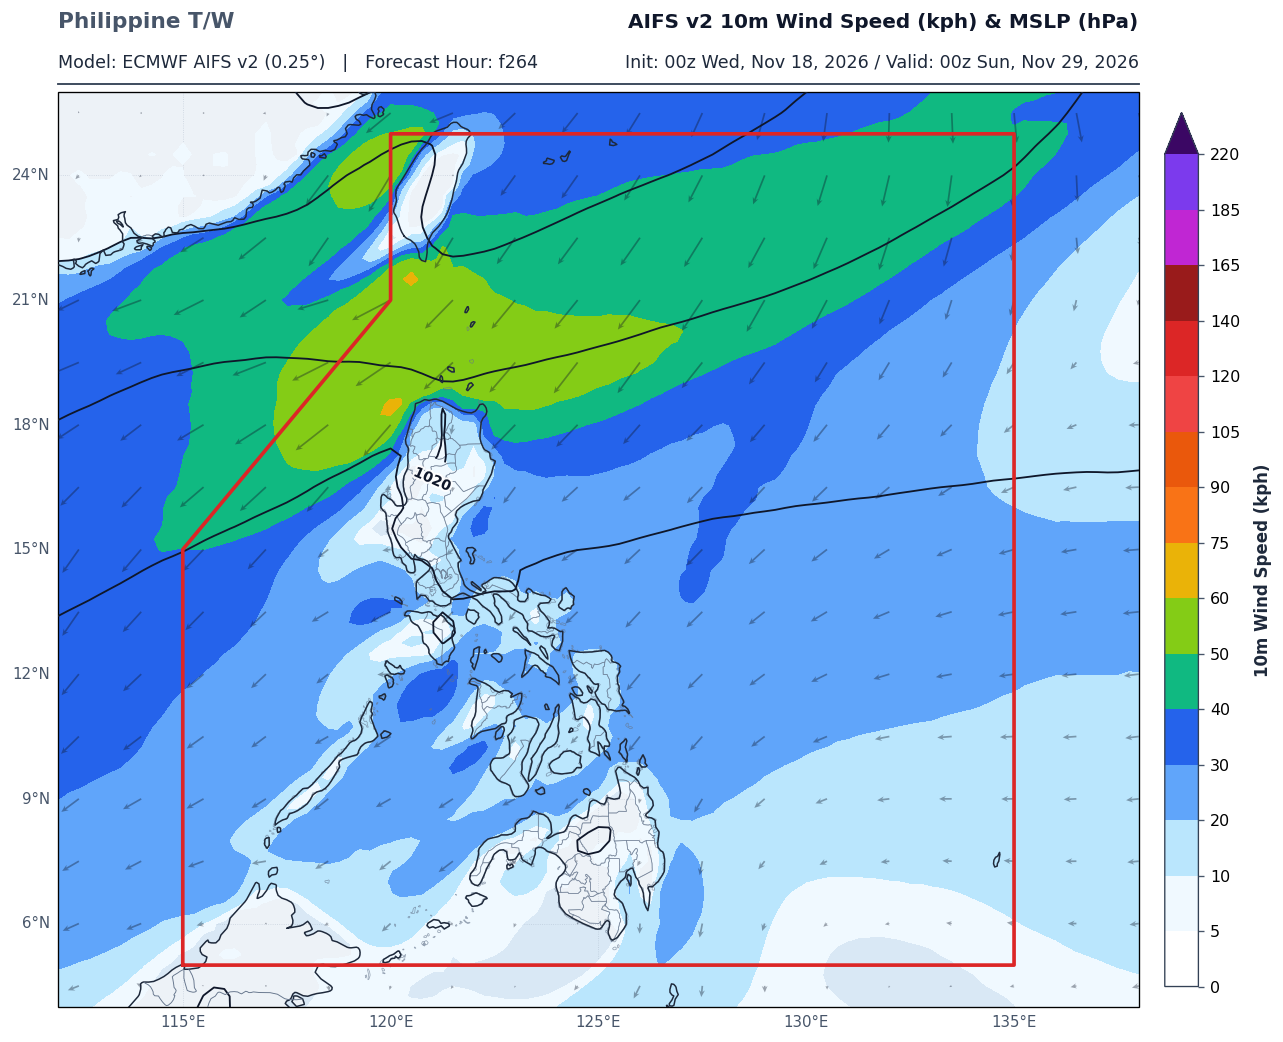 Philippine T/W
AIFS v2 10m Wind Speed (kph) & MSLP (hPa)
Model: ECMWF AIFS v2 (0.25°) | Forecast Hour: f264
Init: 00z Wed, Nov 18, 2026 / Valid: 00z Sun, Nov 29, 2026
24°N
21°N
18°N
15°N
12°N
9°N
6°N
1020
115°E
120°E
125°E
130°E
135°E
220
185
165
140
120
105
90
75
60
50
40
30
20
10
5
0
10m Wind Speed (kph)